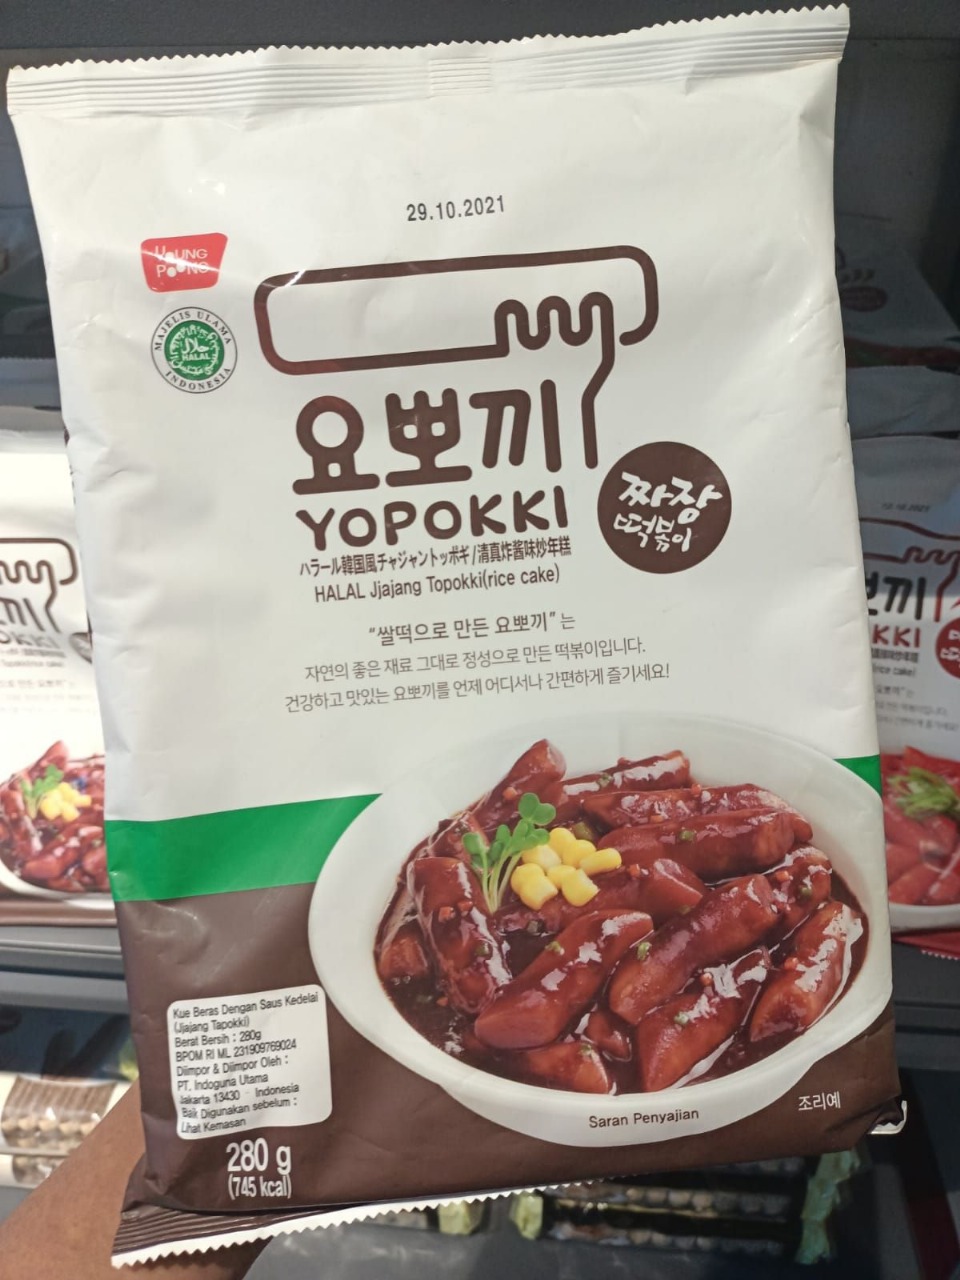 29.10.2021
YOUNG
POONG
MAJELIS ULAMA
حلال
HALAL
INDONESIA
요뽀끼
YOPOKKI
짜장
떡볶이
ハラール韓国風チャジャントッポギ/清真炸酱味炒年糕
HALAL Jjajang Topokki(rice cake)
“쌀떡으로 만든 요뽀끼” 는
자연의 좋은 재료 그대로 정성으로 만든 떡볶이입니다.
건강하고 맛있는 요뽀끼를 언제 어디서나 간편하게 즐기세요!
Kue Beras Dengan Saus Kedelai
(Jjajang Tapokki)
Berat Bersih : 280g
BPOM RI ML 231909769024
Diimpor & Diimpor Oleh :
PT. Indoguna Utama
Jakarta 13430 Indonesia
Baik Digunakan sebelum :
Lihat Kemasan
280 g
(745 kcal)
Saran Penyajian
조리예